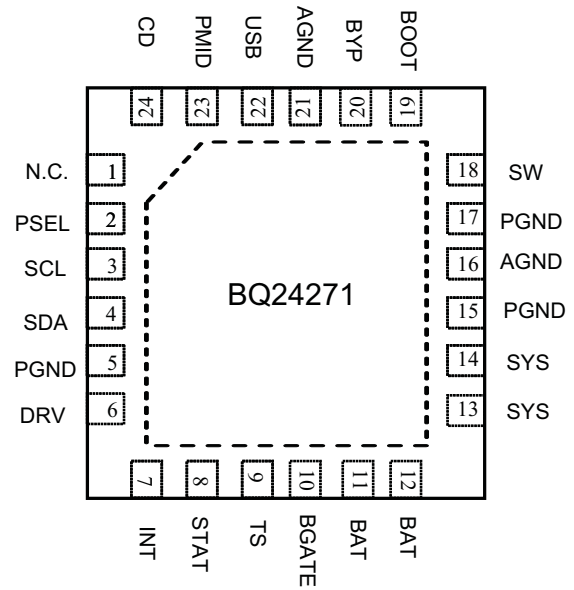 CD PMID USB AGND BYP BOOT
24 23 22 21 20 19
N.C. 1 18 SW
PSEL 2 17 PGND
SCL 3 16 AGND
SDA 4 15 PGND
PGND 5 14 SYS
DRV 6 13 SYS
BQ24271
7 8 9 10 11 12
INT STAT TS BGATE BAT BAT